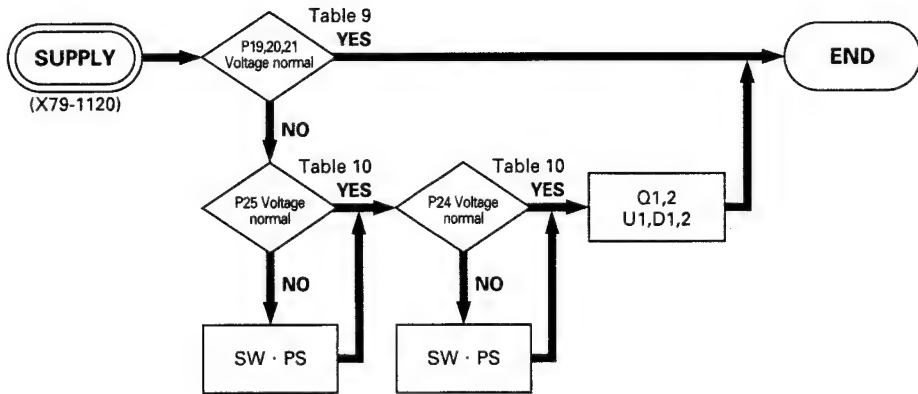 Table 9
YES
SUPPLY
(X79-1120)
P19,20,21
Voltage normal
END
NO
Table 10
YES
P25 Voltage
normal
Table 10
YES
P24 Voltage
normal
Q1,2
U1,D1,2
NO
SW · PS
NO
SW · PS